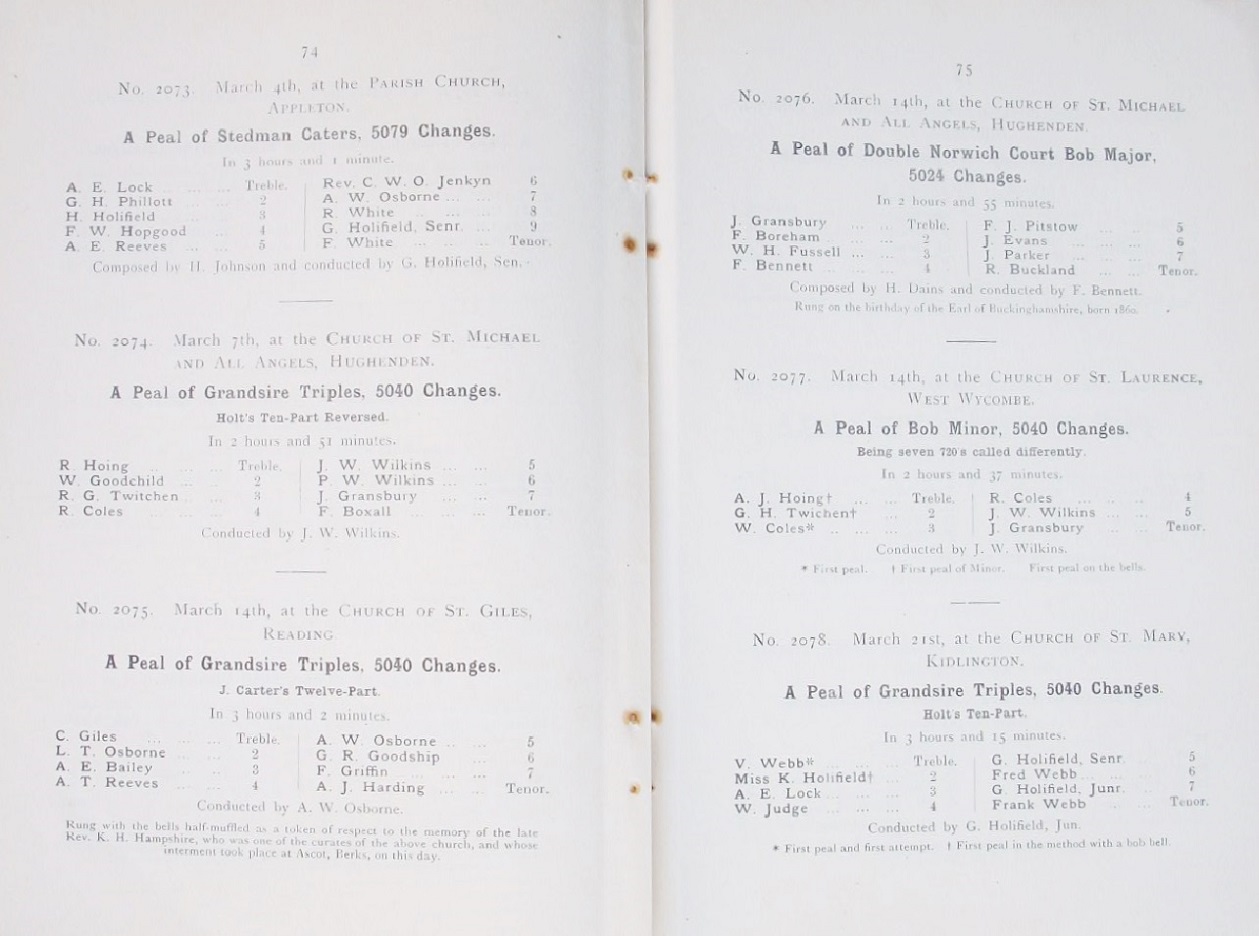 74
No. 2073. March 4th, at the PARISH CHURCH,
APPLETON.
A Peal of Stedman Caters, 5079 Changes.
In 3 hours and 1 minute.
A. E. Lock ... ... ... Treble. Rev. C. W. O. Jenkyn 6
G. H. Phillott ... ... 2 A. W. Osborne ... ... 7
H. Holifield ... 3 R. White ... ... ... 8
F. W. Hopgood ... 4 G. Holifield, Senr. ... 9
A. E. Reeves ... ... 5 F. White ... ... ... Tenor.
Composed by H. Johnson and conducted by G. Holifield, Sen.
No. 2074. March 7th, at the CHURCH OF ST. MICHAEL
AND ALL ANGELS, HUGHENDEN.
A Peal of Grandsire Triples, 5040 Changes.
Holt's Ten-Part Reversed.
In 2 hours and 51 minutes.
R. Hoing ... ... ... Treble. J. W. Wilkins ... ... 5
W. Goodchild ... ... 2 P. W. Wilkins ... ... 6
R. G. Twitchen ... ... 3 J. Gransbury ... ... 7
R. Coles ... ... 4 F. Boxall ... ... ... Tenor.
Conducted by J. W. Wilkins.
No. 2075. March 14th, at the CHURCH OF ST. GILES,
READING.
A Peal of Grandsire Triples, 5040 Changes.
J. Carter's Twelve-Part.
In 3 hours and 2 minutes.
C. Giles ... ... ... Treble. A. W. Osborne ... ... 5
L. T. Osborne ... ... 2 G. R. Goodship ... 6
A. E. Bailey ... ... 3 F. Griffin ... ... ... 7
A. T. Reeves ... ... 4 A. J. Harding ... ... Tenor.
Conducted by A. W. Osborne.
Rung with the bells half-muffled as a token of respect to the memory of the late
Rev. K. H. Hampshire, who was one of the curates of the above church, and whose
interment took place at Ascot, Berks, on this day.
75
No. 2076. March 14th, at the CHURCH OF ST. MICHAEL
AND ALL ANGELS, HUGHENDEN.
A Peal of Double Norwich Court Bob Major,
5024 Changes.
In 2 hours and 55 minutes.
J. Gransbury ... ... Treble. F. J. Pitstow ... ... 5
F. Boreham ... ... 2 J. Evans ... ... ... 6
W. H. Fussell ... ... 3 J. Parker ... ... ... 7
F. Bennett ... ... ... 4 R. Buckland ... ... Tenor.
Composed by H. Dains and conducted by F. Bennett.
Rung on the birthday of the Earl of Buckinghamshire, born 1860.
No. 2077. March 14th, at the CHURCH OF ST. LAURENCE,
WEST WYCOMBE.
A Peal of Bob Minor, 5040 Changes.
Being seven 720's called differently.
In 2 hours and 37 minutes.
A. J. Hoing† ... ... Treble. R. Coles ... ... ... 4
G. H. Twichen† ... 2 J. W. Wilkins ... ... 5
W. Coles* ... ... ... 3 J. Gransbury ... ... Tenor.
Conducted by J. W. Wilkins.
* First peal. † First peal of Minor. First peal on the bells.
No. 2078. March 21st, at the CHURCH OF ST. MARY,
KIDLINGTON.
A Peal of Grandsire Triples, 5040 Changes.
Holt's Ten-Part.
In 3 hours and 15 minutes.
V. Webb* ... ... ... Treble. G. Holifield, Senr. ... 5
Miss K. Holifield† ... 2 Fred Webb ... ... ... 6
A. E. Lock ... ... ... 3 G. Holifield, Junr. ... 7
W. Judge ... ... 4 Frank Webb ... ... Tenor.
Conducted by G. Holifield, Jun.
* First peal and first attempt. † First peal in the method with a bob bell.